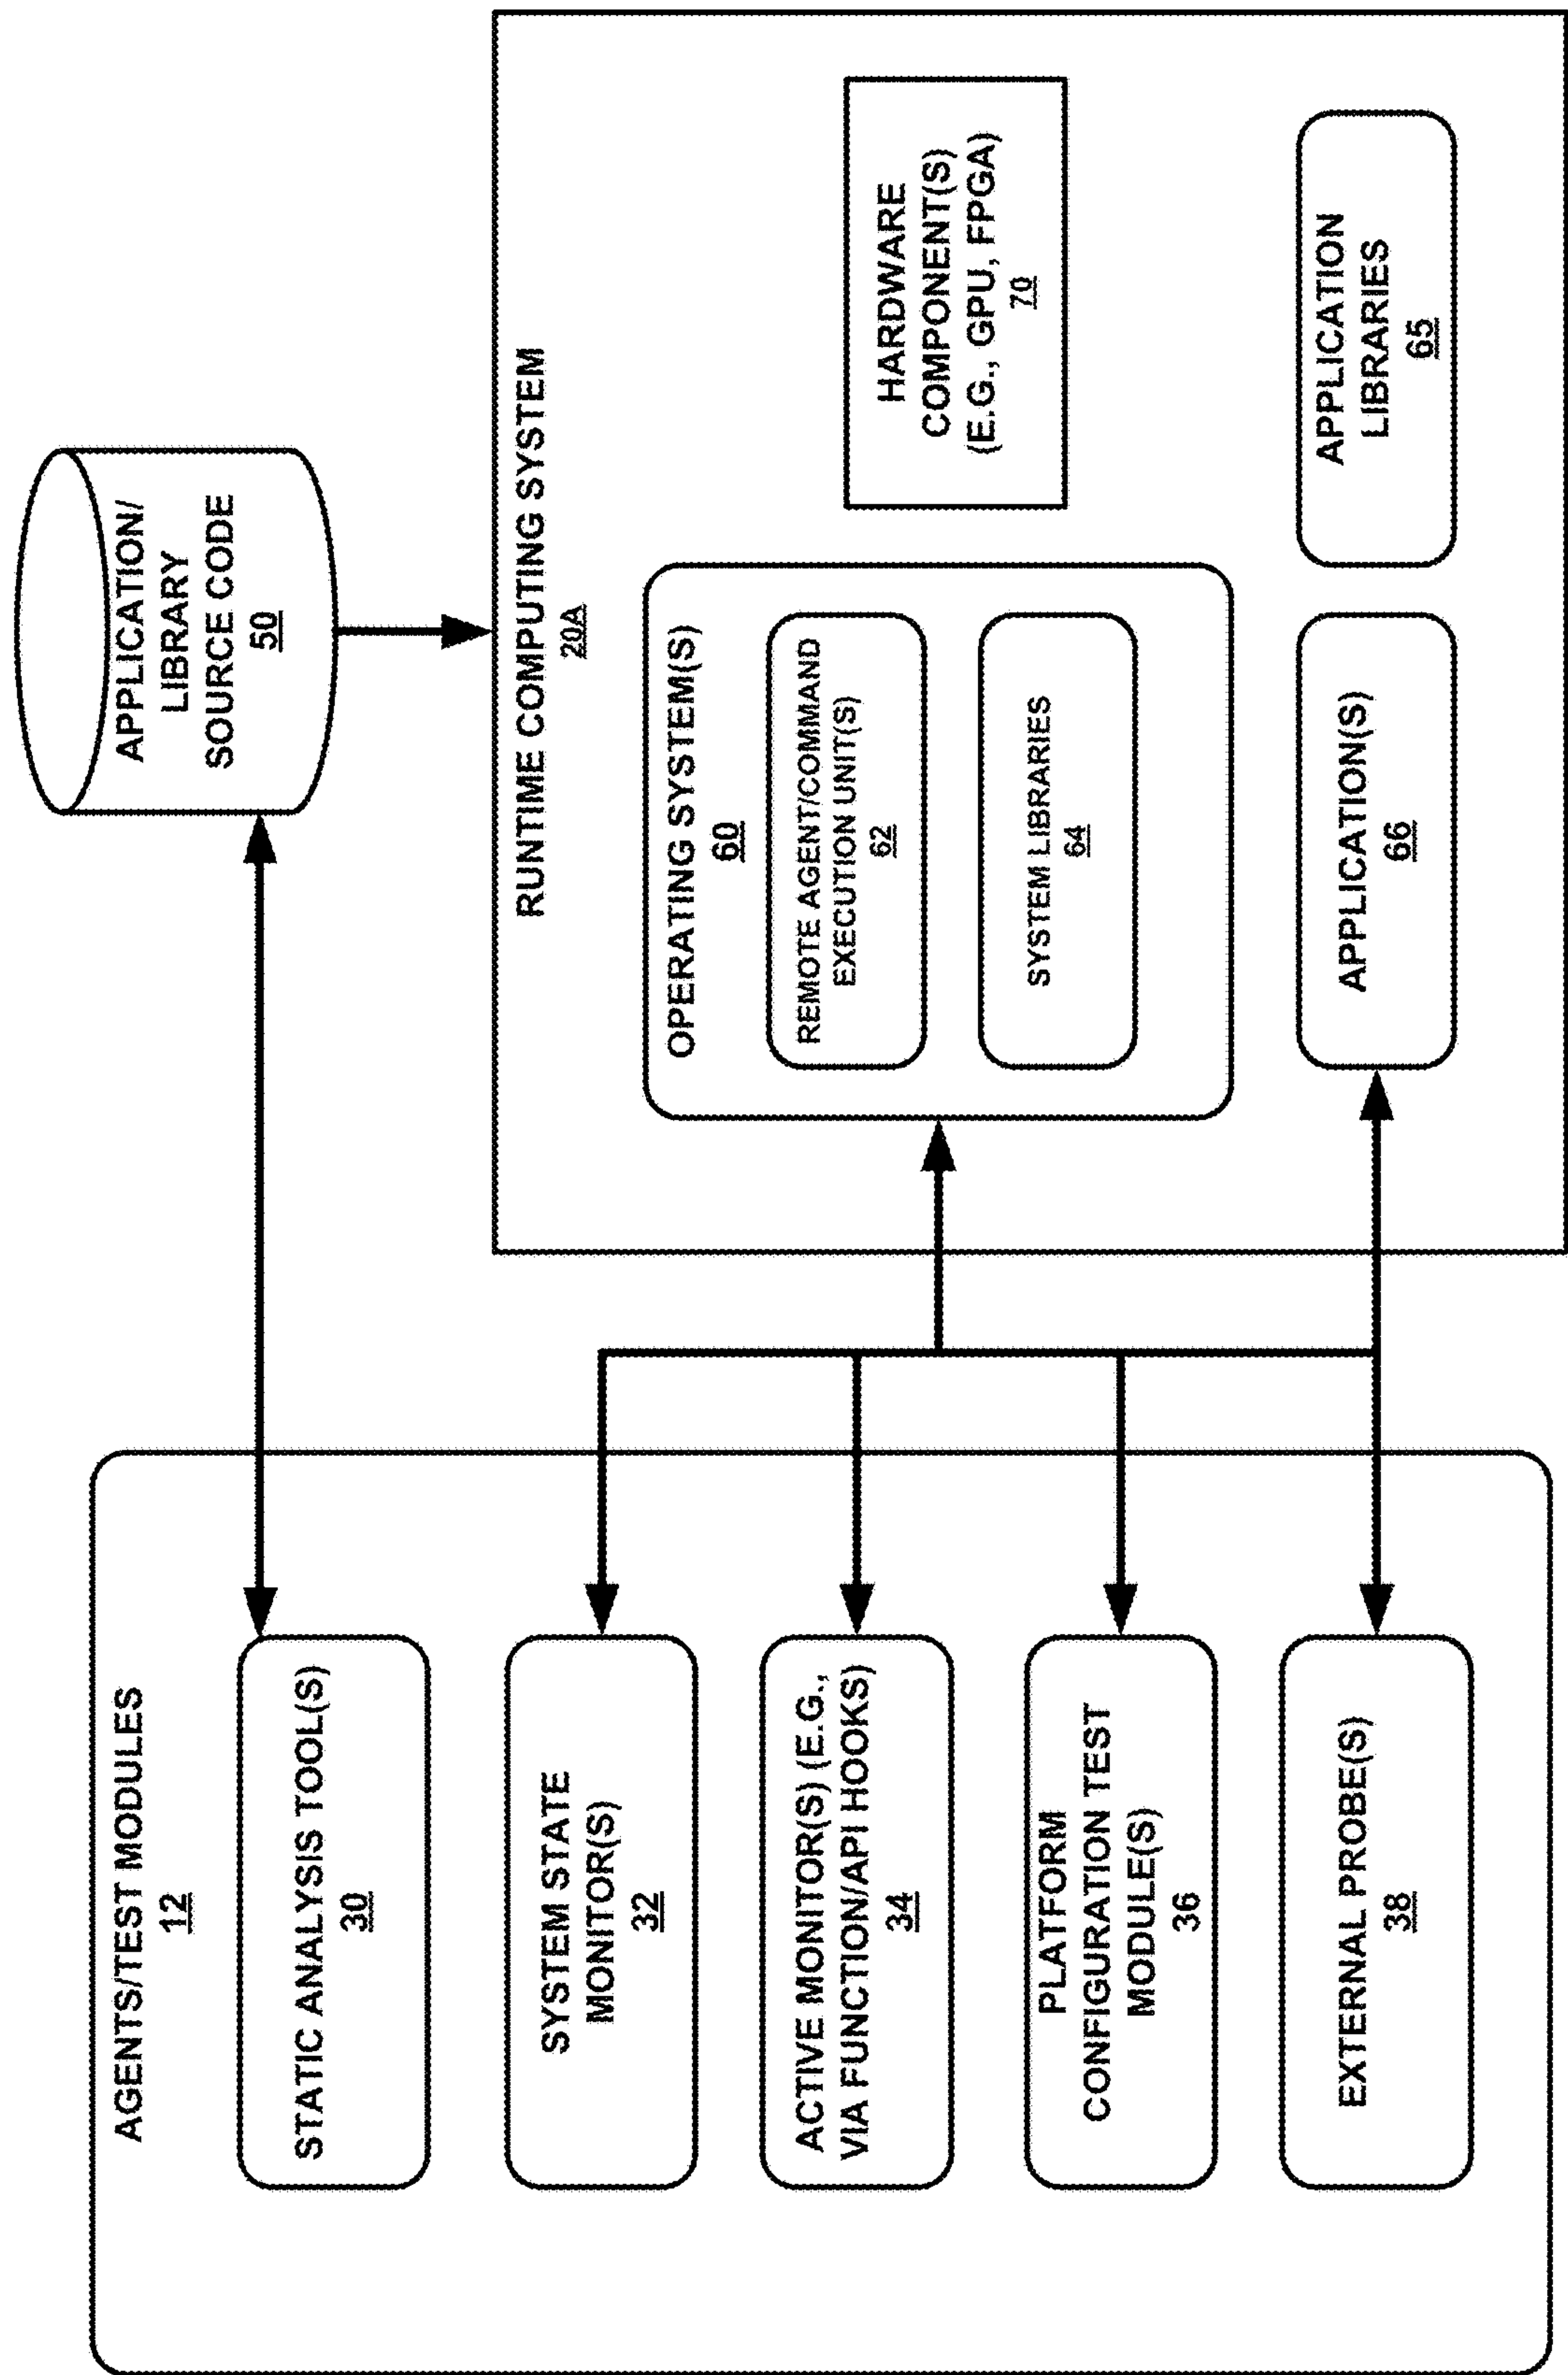 AGENTS/TEST MODULES
12
STATIC ANALYSIS TOOL(S)
30
SYSTEM STATE
MONITOR(S)
32
ACTIVE MONITOR(S) (E.G.,
VIA FUNCTION/API HOOKS)
34
PLATFORM
CONFIGURATION TEST
MODULE(S)
36
EXTERNAL PROBE(S)
38
APPLICATION/
LIBRARY
SOURCE CODE
50
RUNTIME COMPUTING SYSTEM
20A
OPERATING SYSTEM(S)
60
REMOTE AGENT/COMMAND
EXECUTION UNIT(S)
62
SYSTEM LIBRARIES
64
HARDWARE
COMPONENT(S)
(E.G., GPU, FPGA)
70
APPLICATION(S)
66
APPLICATION
LIBRARIES
65